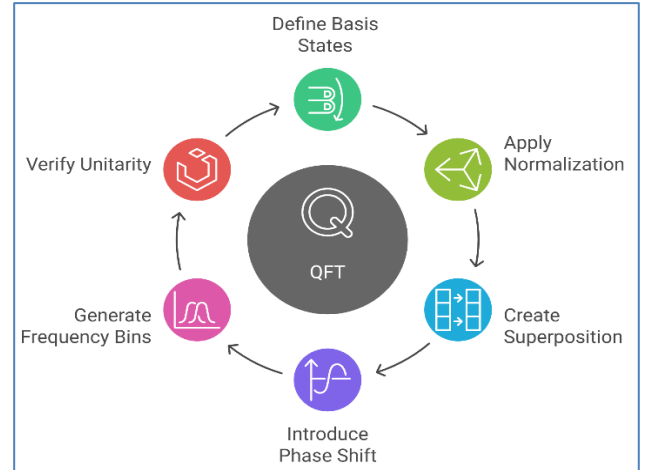 Define Basis
States
Apply
Normalization
Create
Superposition
Introduce
Phase Shift
Generate
Frequency Bins
Verify Unitarity
QFT